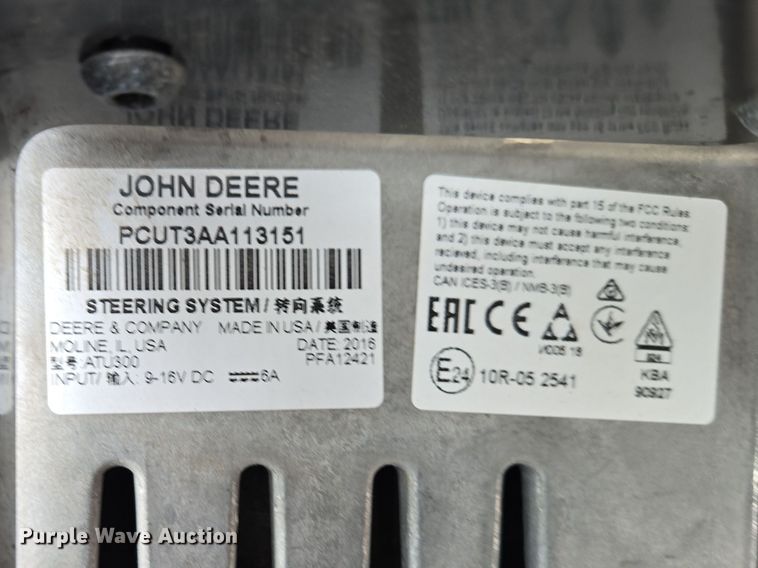 JOHN DEERE
Component Serial Number
PCUT3AA113151
STEERING SYSTEM / 转向系统
DEERE & COMPANY MADE IN USA / 美国制造
MOLINE, IL, USA DATE: 2016
型号: ATU300 PFA12421
INPUT / 输入: 9-16V DC 6A
This device complies with part 15 of the FCC Rules.
Operation is subject to the following two conditions:
1) this device may not cause harmful interference,
and 2) this device must accept any interference
recieved, including interference that may cause
undesired operation.
CAN ICES-3(B) / NMB-3(B)
EAC CE
E24 10R-05 2541
KBA
90927
JOHN DEERE
Purple Wave Auction